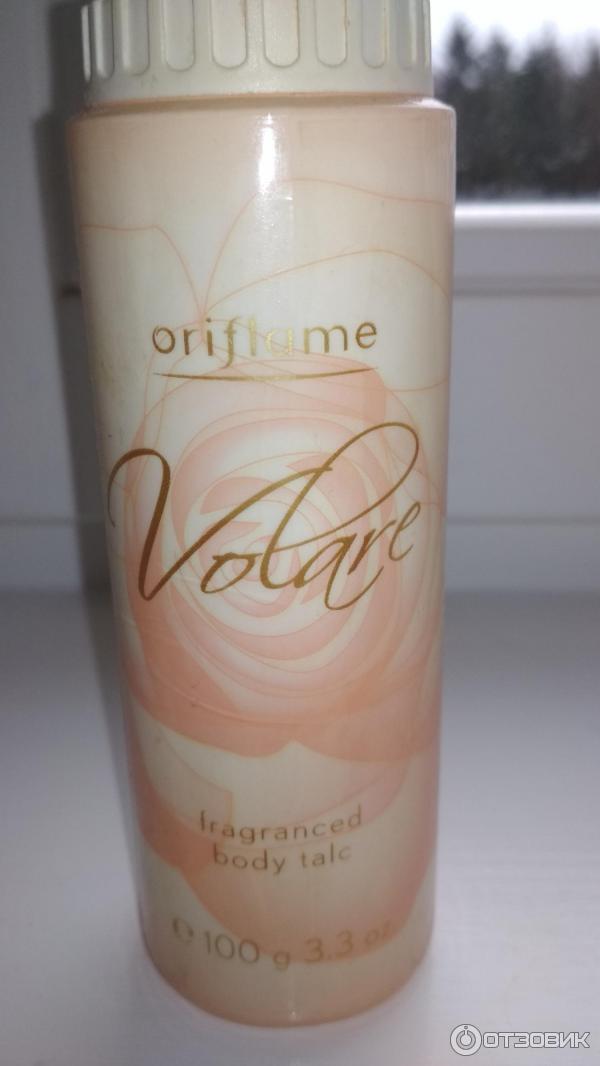 oriflame
Volare
fragranced
body talc
℮ 100 g 3.3 oz.
ОТЗОВИК